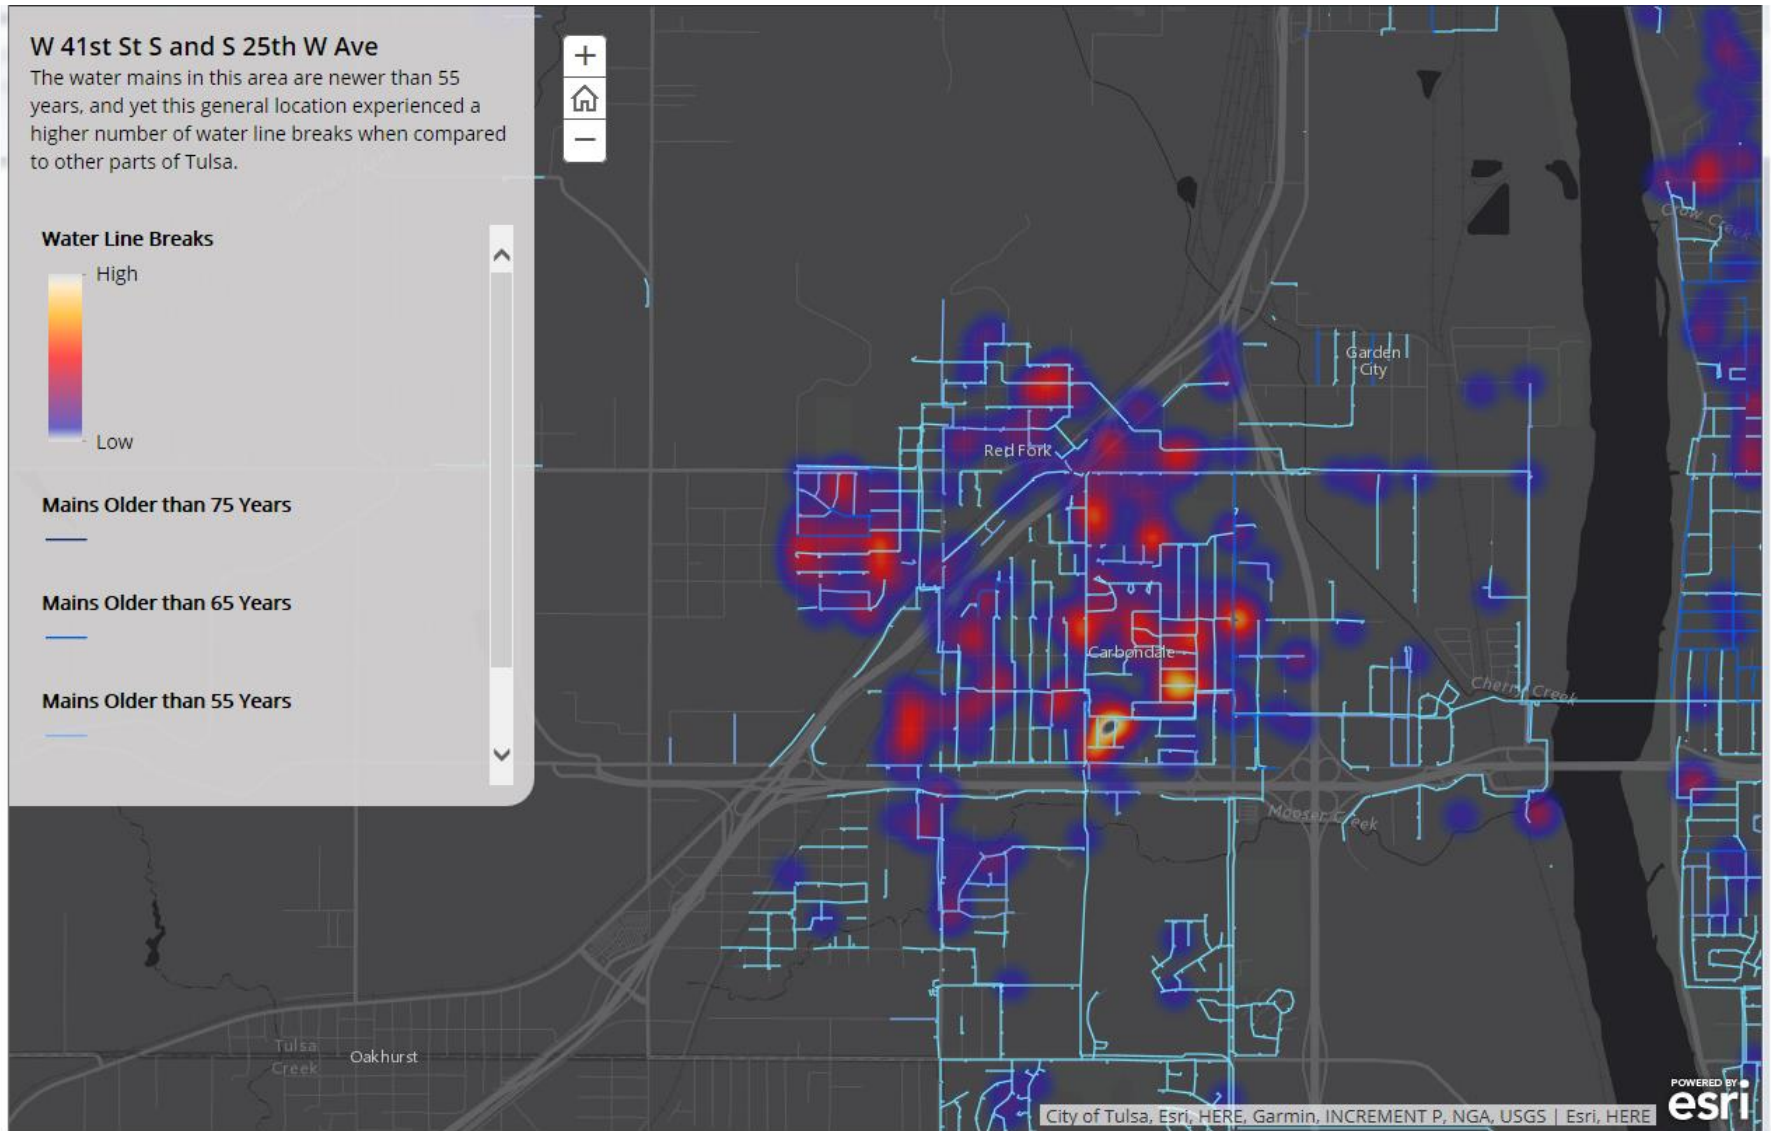 W 41st St S and S 25th W Ave
The water mains in this area are newer than 55
years, and yet this general location experienced a
higher number of water line breaks when compared
to other parts of Tulsa.
Water Line Breaks
High
Low
Mains Older than 75 Years
Mains Older than 65 Years
Mains Older than 55 Years
+
−
Crow Creek
Garden
City
Red Fork
Carbondale
Cherry Creek
Mooser Creek
Tulsa
Creek
Oakhurst
POWERED BY
esri
City of Tulsa, Esri, HERE, Garmin, INCREMENT P, NGA, USGS | Esri, HERE